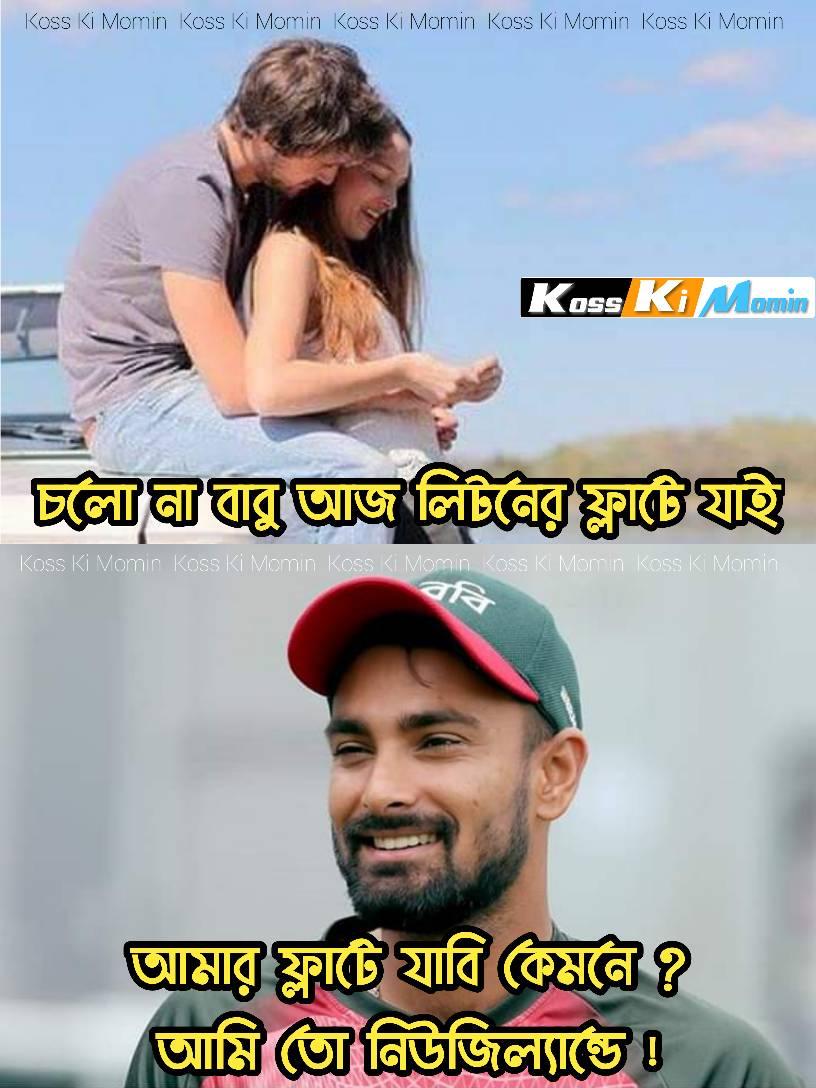 Koss Ki Momin Koss Ki Momin Koss Ki Momin Koss Ki Momin Koss Ki Momin
Koss Ki Momin
চলো না বাবু আজ লিটনের ফ্লাটে যাই
Koss Ki Momin Koss Ki Momin Koss Ki Momin Koss Ki Momin Koss Ki Momin
রবি
আমার ফ্লাটে যাবি কেমনে ?
আমি তো নিউজিল্যান্ডে !